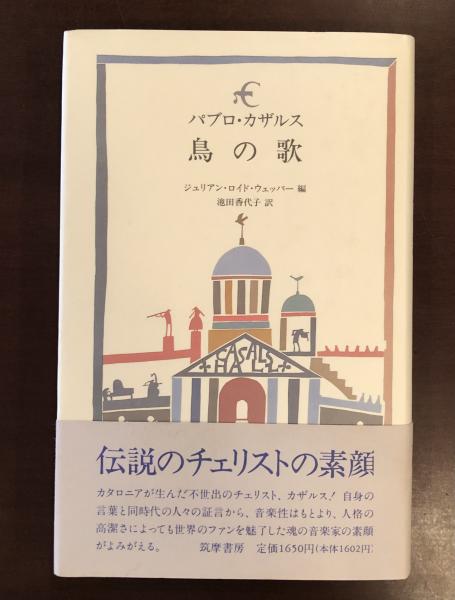 パブロ・カザルス
鳥の歌
ジュリアン・ロイド・ウェッバー 編
池田香代子 訳
CASALS
HALL
伝説のチェリストの素顔
カタロニアが生んだ不世出のチェリスト、カザルス! 自身の
言葉と同時代の人々の証言から、音楽性はもとより、人格の
高潔さによっても世界のファンを魅了した魂の音楽家の素顔
がよみがえる。 筑摩書房 定価1650円(本体1602円)